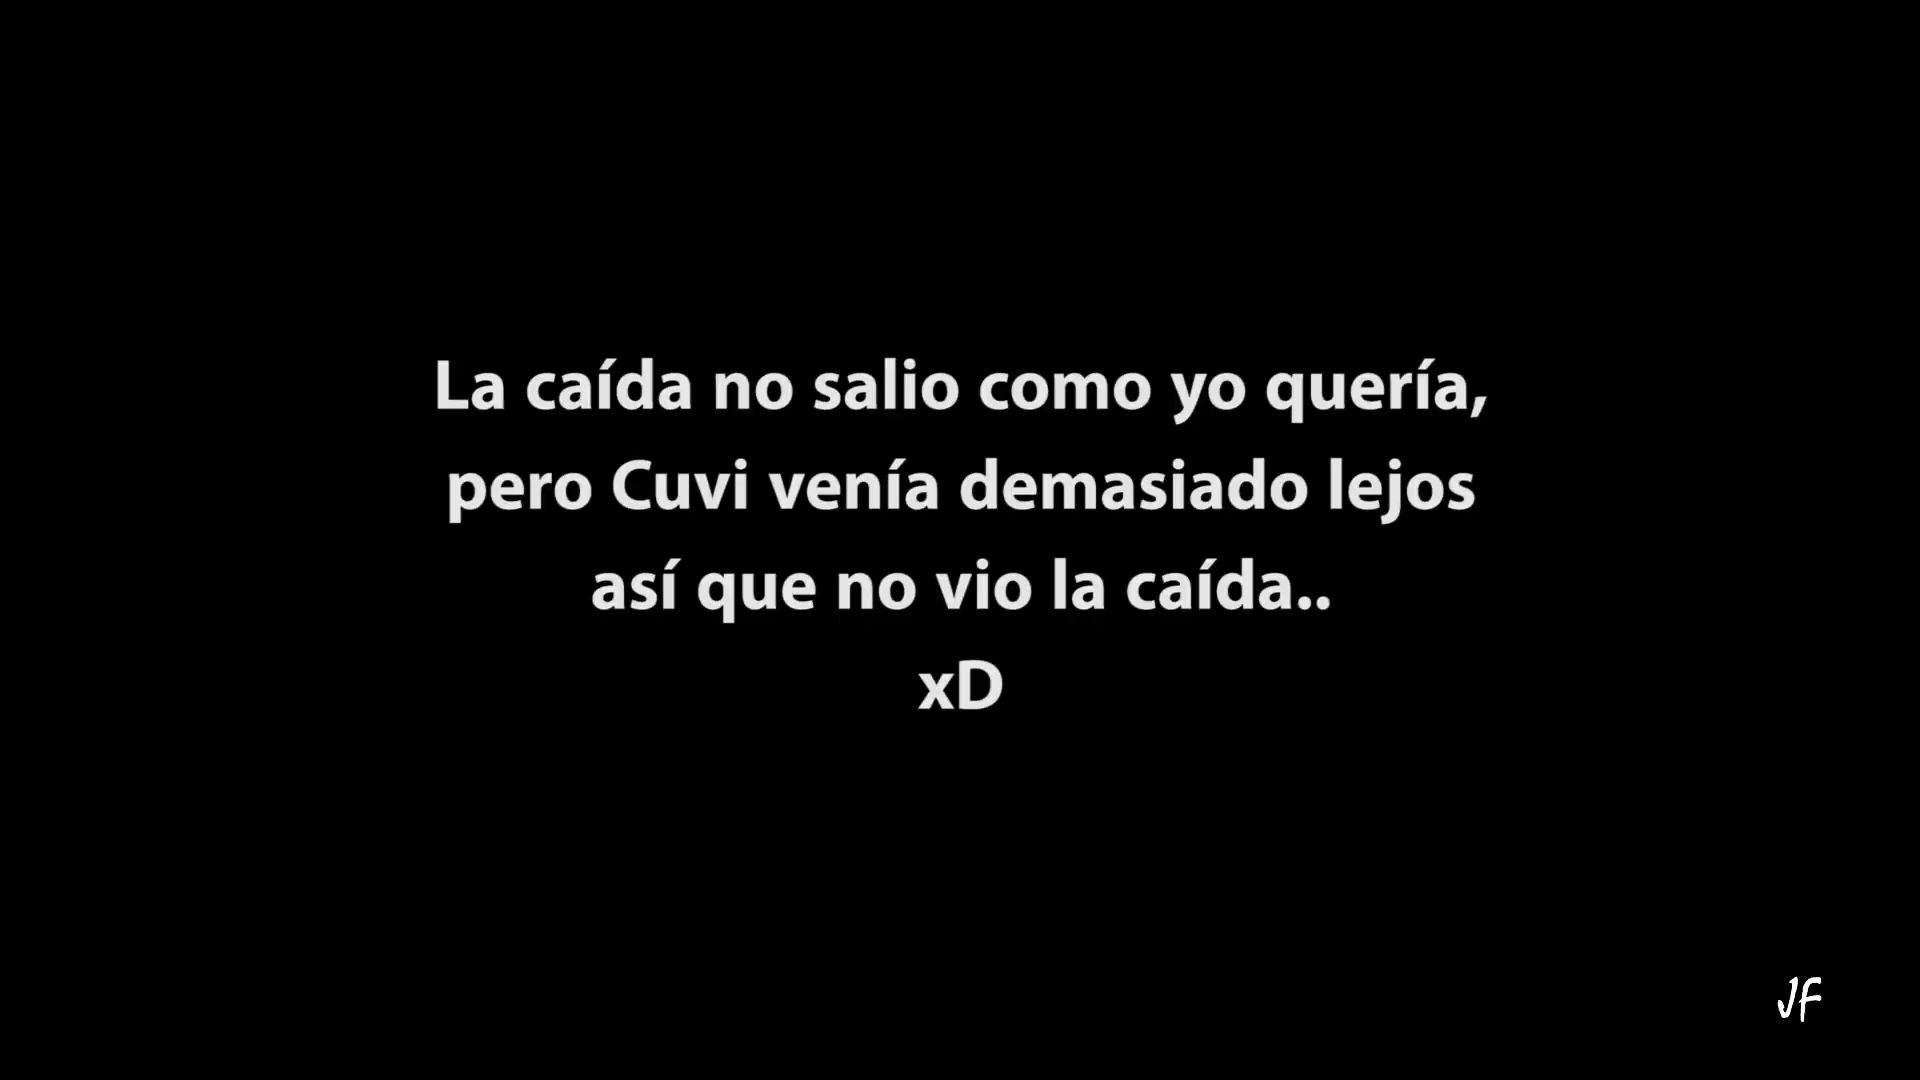 La caída no salio como yo quería,
pero Cuvi venía demasiado lejos
así que no vio la caída..
xD
JF